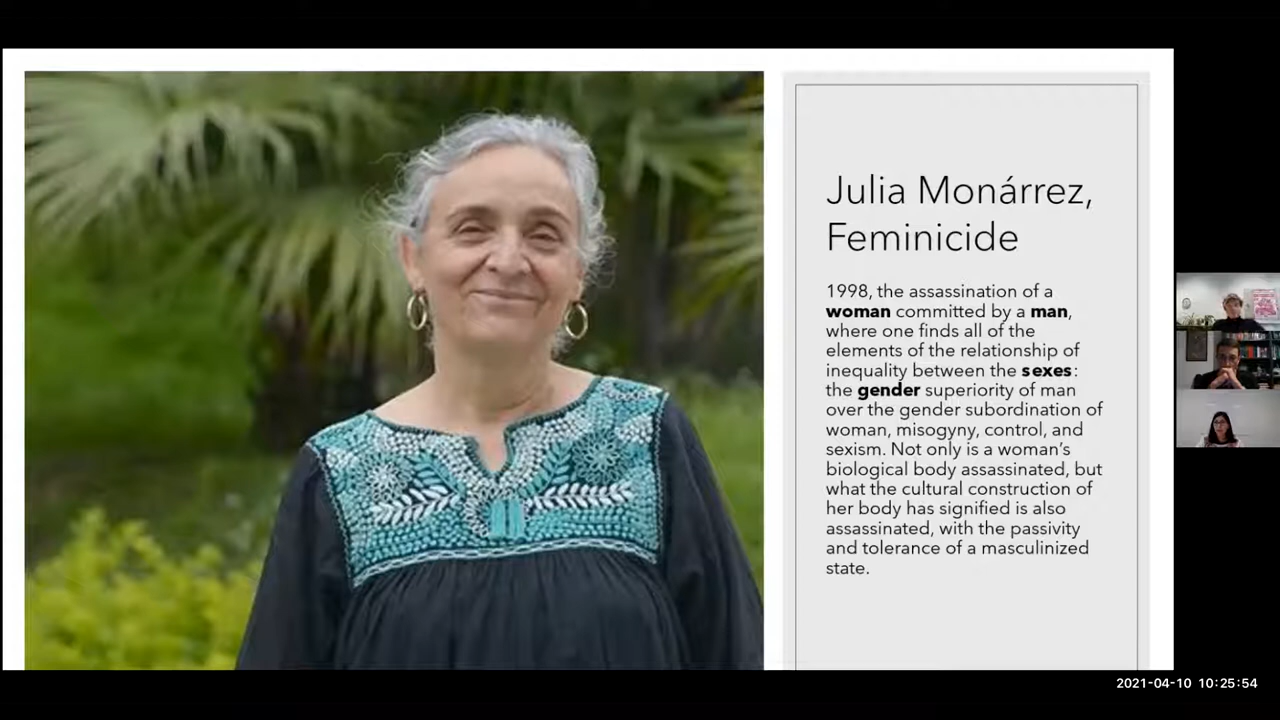 Julia Monárrez,
Feminicide
1998, the assassination of a
woman committed by a man,
where one finds all of the
elements of the relationship of
inequality between the sexes:
the gender superiority of man
over the gender subordination of
woman, misogyny, control, and
sexism. Not only is a woman's
biological body assassinated, but
what the cultural construction of
her body has signified is also
assassinated, with the passivity
and tolerance of a masculinized
state.
2021-04-10 10:25:54